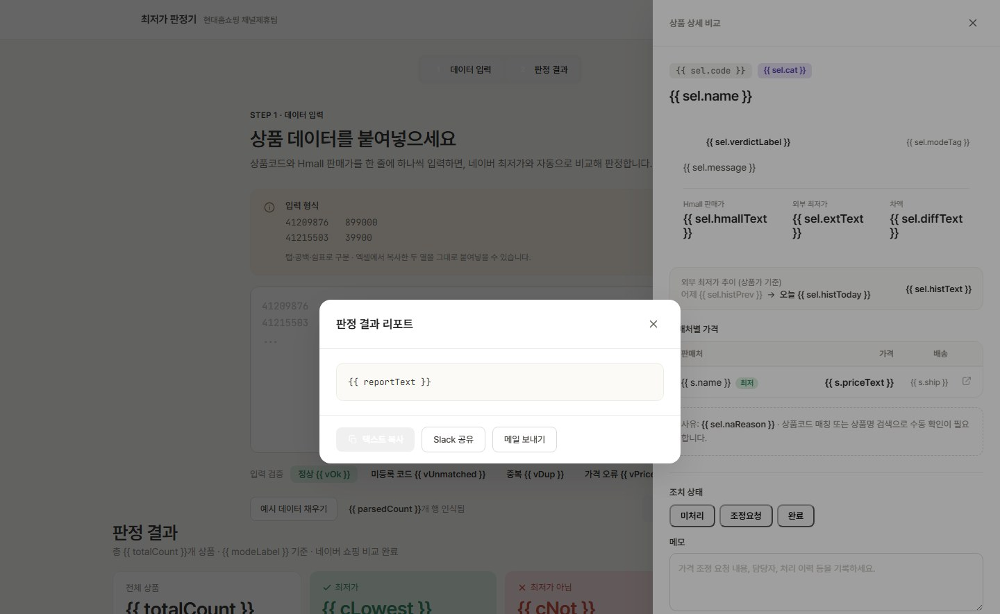 최저가 판정기 현대홈쇼핑 채널제휴팀
데이터 입력 판정 결과
STEP 1 · 데이터 입력
상품 데이터를 붙여넣으세요
상품코드와 Hmall 판매가를 한 줄에 하나씩 입력하면, 네이버 최저가와 자동으로 비교해 판정합니다.
입력 형식
41209876 899000
41215503 39900
탭·공백·쉼표로 구분 · 엑셀에서 복사한 두 열을 그대로 붙여넣을 수 있습니다.
41209876
41215503
...
입력 검증 정상 {{ vOk }} 미등록 코드 {{ vUnmatched }} 중복 {{ vDup }} 가격 오류 {{ vPrice
예시 데이터 채우기 {{ parsedCount }}개 행 인식됨
판정 결과
총 {{ totalCount }}개 상품 · {{ modeLabel }} 기준 · 네이버 쇼핑 비교 완료
전체 상품
{{ totalCount }}
최저가
{{ cLowest }}
최저가 아님
{{ cNot }}
판정 결과 리포트
{{ reportText }}
텍스트 복사 Slack 공유 메일 보내기
상품 상세 비교
{{ sel.code }} {{ sel.cat }}
{{ sel.name }}
{{ sel.verdictLabel }} {{ sel.modeTag }}
{{ sel.message }}
Hmall 판매가 외부 최저가 차액
{{ sel.hmallText }} {{ sel.extText }} {{ sel.diffText }}
외부 최저가 추이 (상품가 기준)
어제 {{ sel.histPrev }} → 오늘 {{ sel.histToday }} {{ sel.histText }}
매처별 가격
판매처 가격 배송
{{ s.name }} 최저 {{ s.priceText }} {{ s.ship }}
사유: {{ sel.naReason }} · 상품코드 매칭 또는 상품명 검색으로 수동 확인이 필요
합니다.
조치 상태
미처리 조정요청 완료
메모
가격 조정 요청 내용, 담당자, 처리 이력 등을 기록하세요.